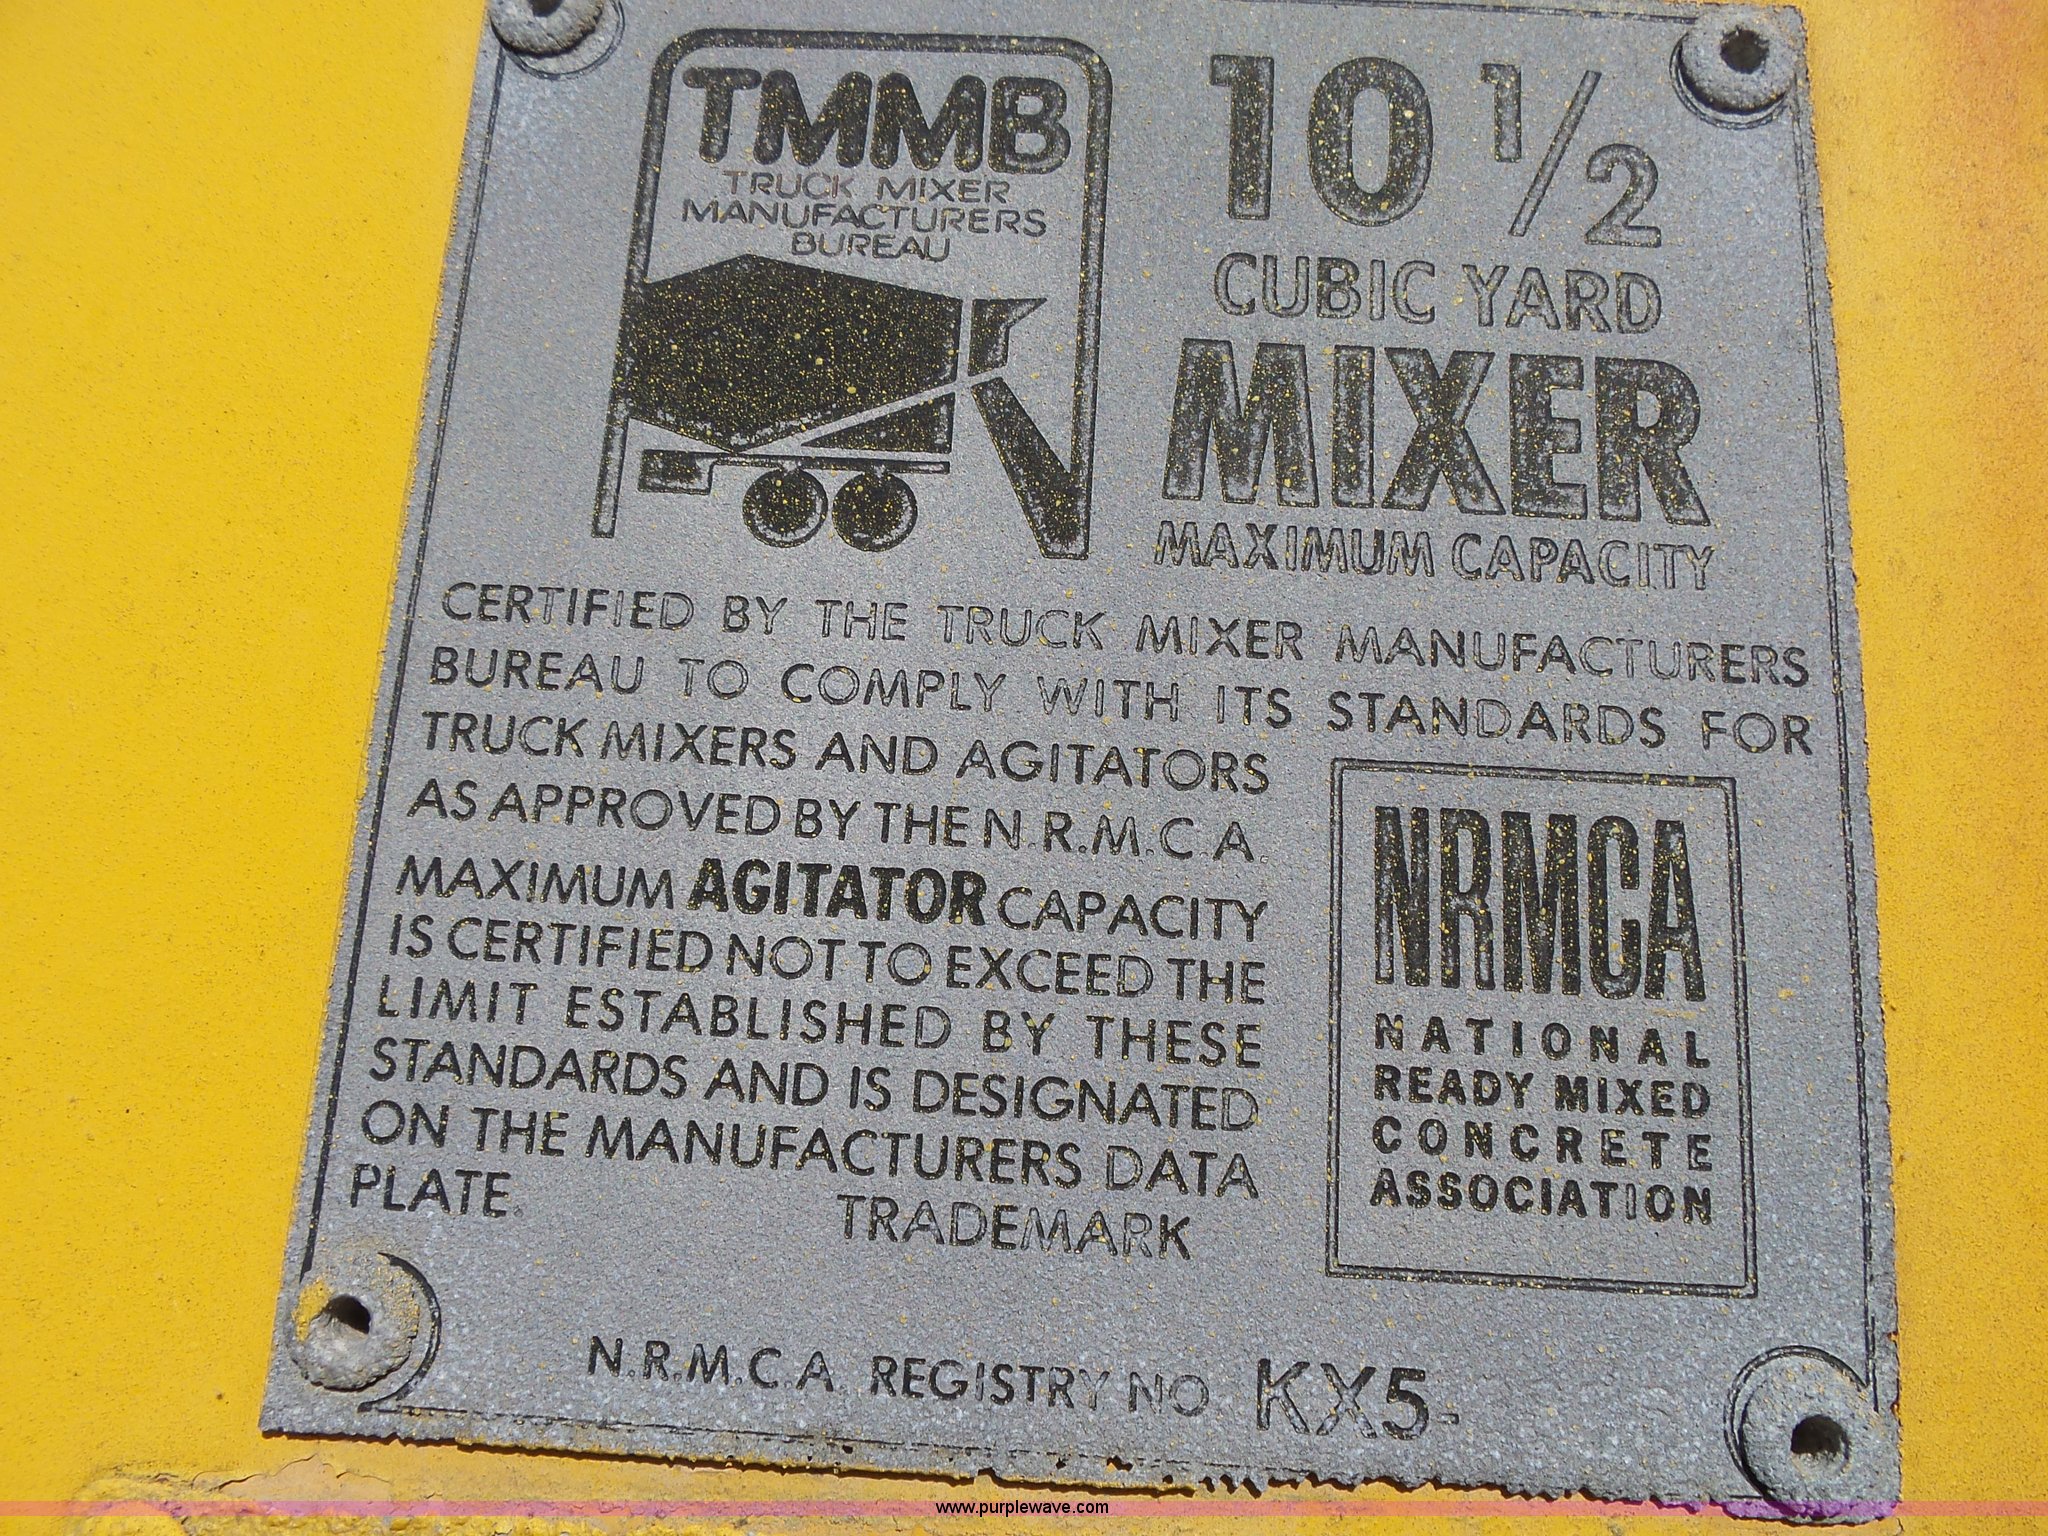 TMMB
TRUCK MIXER
MANUFACTURERS
BUREAU
10 1/2
CUBIC YARD
MIXER
MAXIMUM CAPACITY
CERTIFIED BY THE TRUCK MIXER MANUFACTURERS
BUREAU TO COMPLY WITH ITS STANDARDS FOR
TRUCK MIXERS AND AGITATORS
AS APPROVED BY THE N.R.M.C.A.
MAXIMUM AGITATOR CAPACITY
IS CERTIFIED NOT TO EXCEED THE
LIMIT ESTABLISHED BY THESE
STANDARDS AND IS DESIGNATED
ON THE MANUFACTURERS DATA
PLATE.
TRADEMARK
NRMCA
NATIONAL
READY MIXED
CONCRETE
ASSOCIATION
N.R.M.C.A. REGISTRY NO KX5-
www.purplewave.com